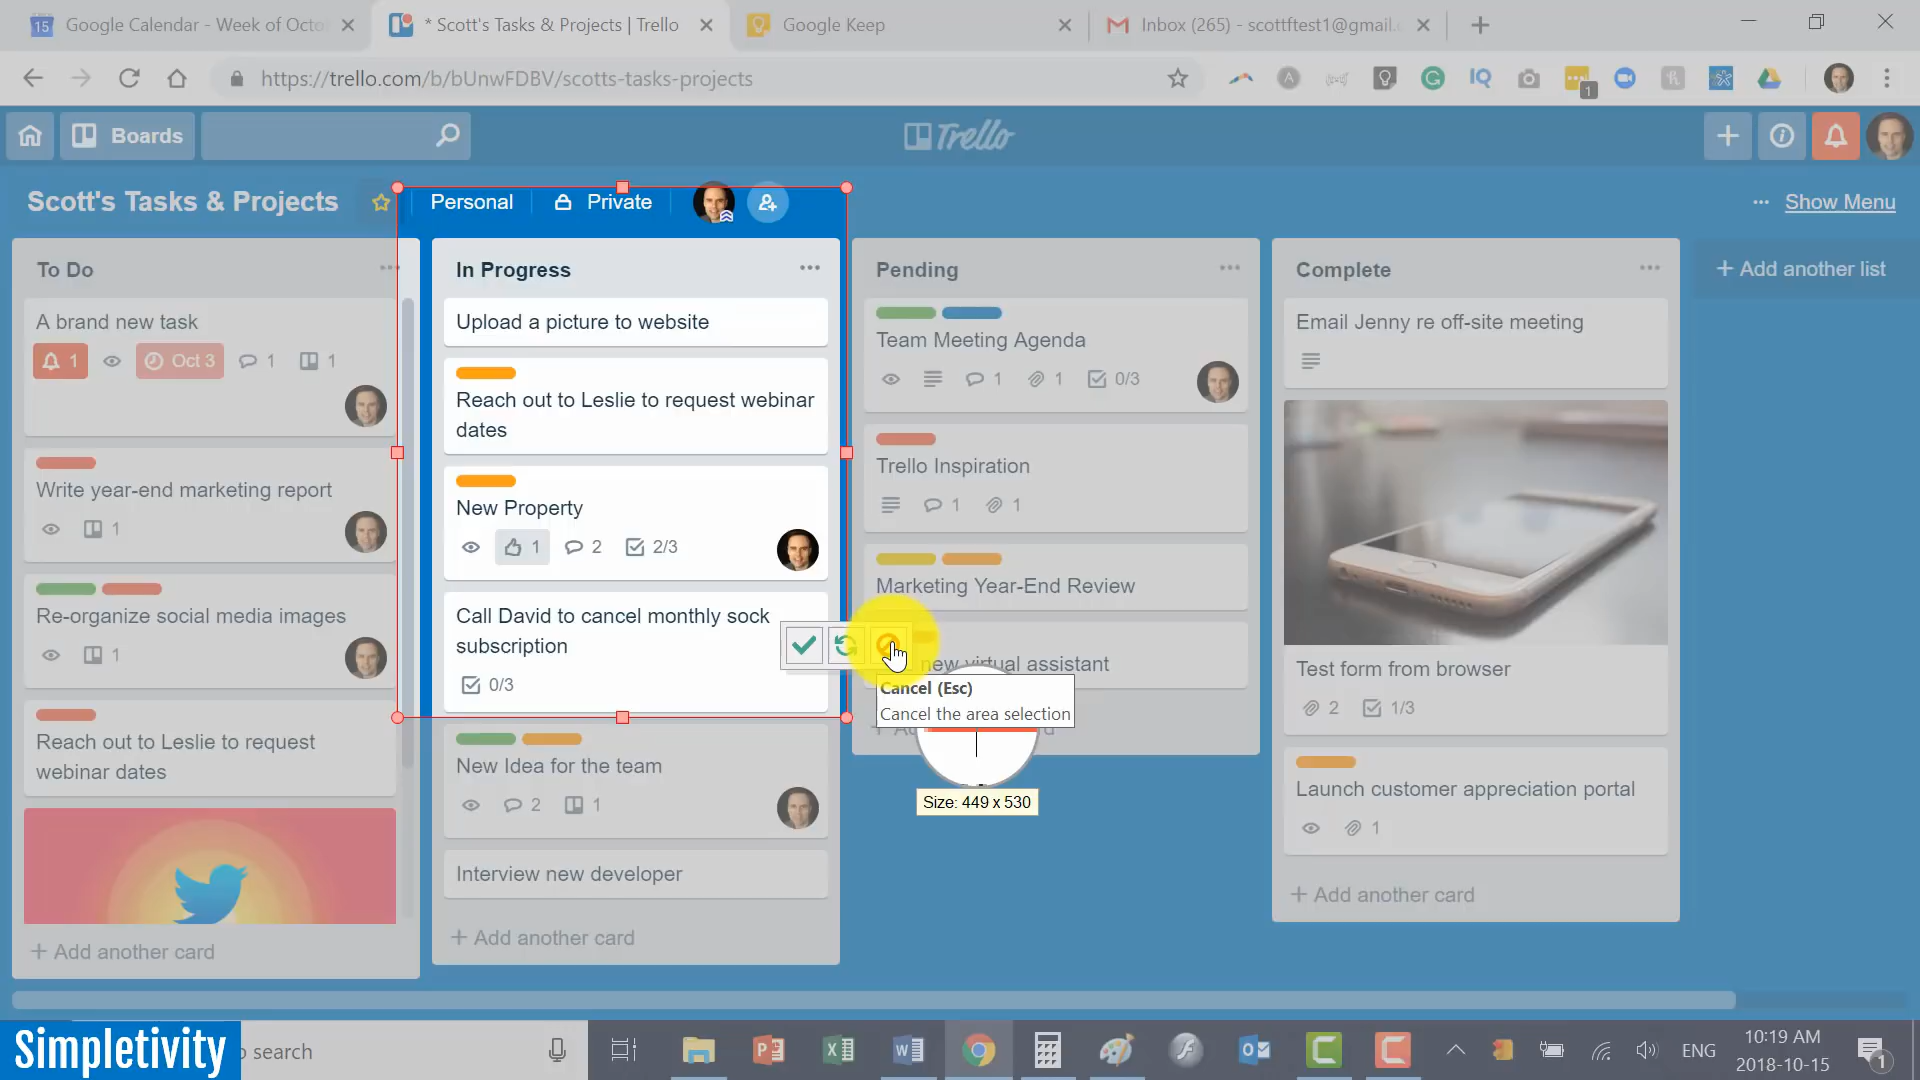 Google Calendar - Week of Octo
* Scott's Tasks & Projects | Trello
Google Keep
Inbox (265) - scottftest1@gmail.c
https://trello.com/b/bUnwFDBV/scotts-tasks-projects
1
Boards
Trello
Scott's Tasks & Projects
Personal
Private
Show Menu
To Do
A brand new task
1
Oct 3
1
1
Write year-end marketing report
1
Re-organize social media images
1
Reach out to Leslie to request
webinar dates
+ Add another card
In Progress
Upload a picture to website
Reach out to Leslie to request webinar
dates
New Property
1
2
2/3
Call David to cancel monthly sock
subscription
0/3
New Idea for the team
2
1
Interview new developer
+ Add another card
Pending
Team Meeting Agenda
1
1
0/3
Trello Inspiration
1
1
Marketing Year-End Review
new virtual assistant
Cancel (Esc)
Cancel the area selection
Size: 449 x 530
Complete
Email Jenny re off-site meeting
Test form from browser
2
1/3
Launch customer appreciation portal
1
+ Add another card
+ Add another list
Simpletivity
search
ENG
10:19 AM
2018-10-15
1